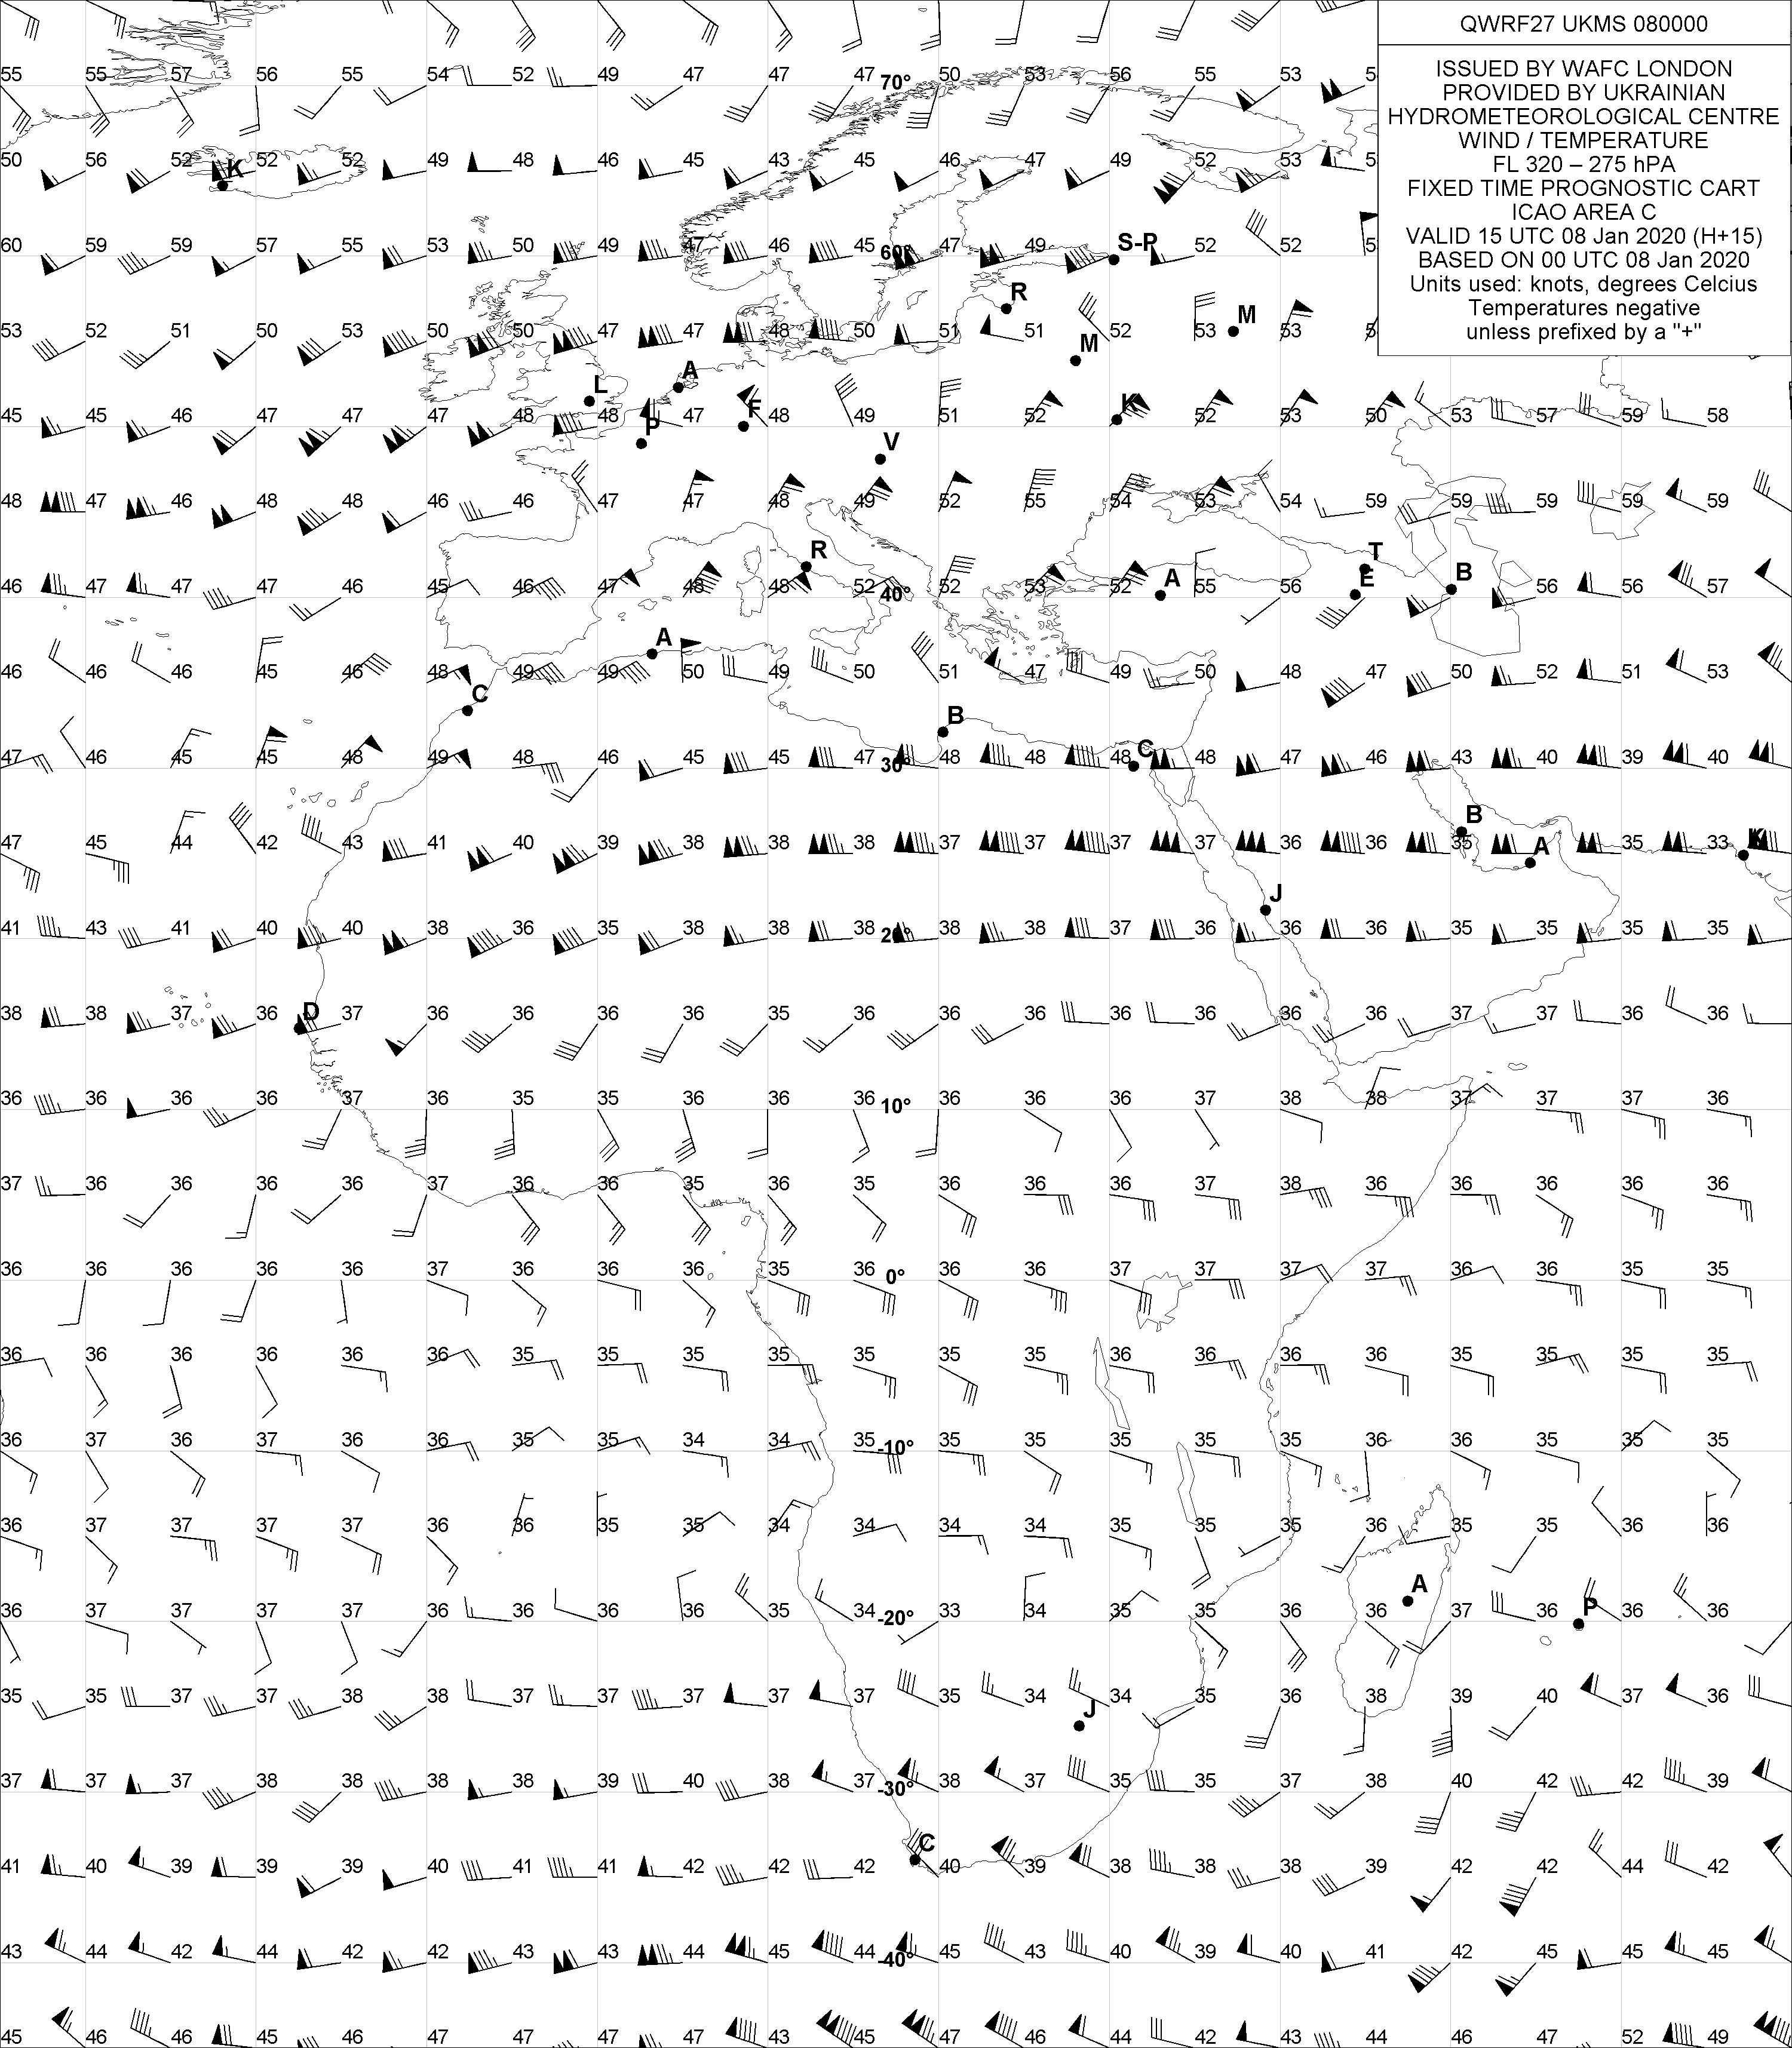 QWRF27 UKMS 080000
ISSUED BY WAFC LONDON
PROVIDED BY UKRAINIAN
HYDROMETEOROLOGICAL CENTRE
WIND / TEMPERATURE
FL 320 – 275 hPA
FIXED TIME PROGNOSTIC CART
ICAO AREA C
VALID 15 UTC 08 Jan 2020 (H+15)
BASED ON 00 UTC 08 Jan 2020
Units used: knots, degrees Celcius
Temperatures negative
unless prefixed by a "+"
55 55 57 56 55 54 52 49 47 47 47 70° 50 53 56 55 53 5
50 56 52 K 52 52 49 48 47 45 43 45 46 47 49 52 53 5
S-P
60 59 59 57 55 53 50 49 47 46 45 60° 47 49 52 52 5
R
53 52 51 50 53 50 50 47 47 48 50 51 51 52 53 M 53 5
M
A
L
45 45 46 47 47 47 48 48 47 F 48 49 51 52 K 52 53 50 53 57 59 58
P
V
48 47 46 48 48 46 46 47 47 48 49 52 55 54 53 54 59 59 59 59 59
R T
46 47 47 47 46 45 46 47 48 48 52 40° 52 53 52 A 55 56 E B 56 56 57
A
46 46 46 45 46 48 49 49 50 49 50 51 47 49 50 48 47 50 52 51 53
C
B
47 46 45 45 48 49 48 46 45 45 47 30° 48 48 48 C 48 47 46 43 40 39 40
B
47 45 44 42 43 41 40 39 38 38 38 37 37 37 37 36 36 35 A 35 33 K
J
41 43 41 40 40 38 36 35 38 38 38 20° 38 38 37 36 36 36 35 35 35 35
D
38 38 37 36 37 36 36 36 36 35 36 36 36 36 36 36 36 37 37 36 36
36 36 36 36 37 36 35 35 36 36 36 10° 36 36 36 37 38 38 37 37 37 36
37 36 36 36 36 37 36 36 35 36 35 36 36 36 37 38 36 36 36 36 36
36 36 36 36 36 37 36 36 36 35 36 0° 36 36 37 37 37 37 36 36 36 35
36 36 36 36 36 36 35 35 35 35 35 35 35 36 36 36 36 35 35 35 35
36 37 36 37 36 36 35 35 34 34 35 -10° 35 35 35 35 35 36 36 35 35 35
36 37 37 37 37 36 36 35 35 34 34 34 34 35 35 35 36 35 35 36 36
A
P
36 37 37 37 37 36 36 36 36 35 34 -20° 33 34 35 35 36 36 37 36 36 36
35 35 37 37 38 38 37 37 37 37 37 35 34 34 35 36 38 39 40 37 36
J
37 37 37 38 38 38 38 39 40 38 37 -30° 38 37 35 35 37 38 40 42 42 39
C
41 40 39 39 39 40 41 41 42 42 42 40 39 38 38 38 39 42 42 44 42
43 44 42 44 42 42 43 43 44 45 44 -40° 45 43 40 39 40 41 42 45 45 45
45 46 46 45 46 47 47 47 47 43 45 47 46 44 42 43 44 46 47 52 49